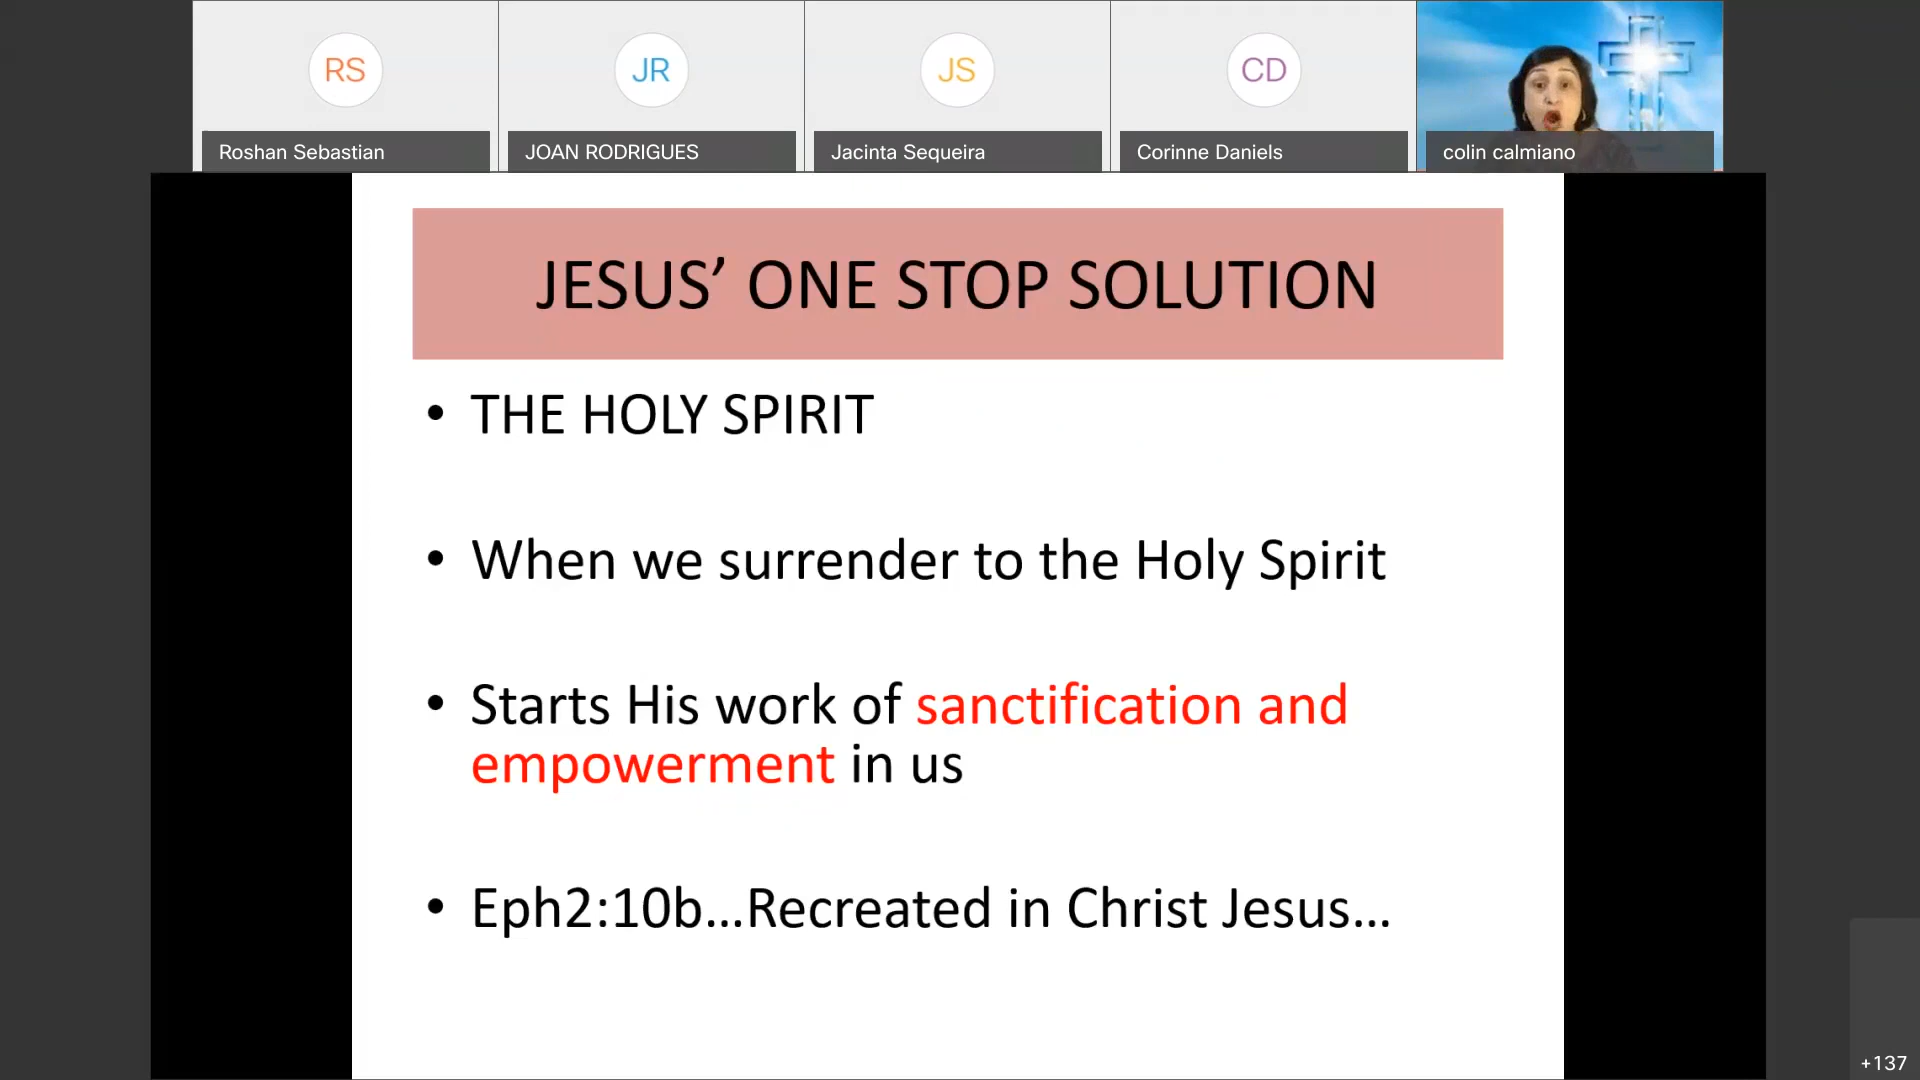 RS
JR
JS
CD
Roshan Sebastian
JOAN RODRIGUES
Jacinta Sequeira
Corinne Daniels
colin calmiano
JESUS’ ONE STOP SOLUTION
• THE HOLY SPIRIT
• When we surrender to the Holy Spirit
• Starts His work of sanctification and
empowerment in us
• Eph2:10b...Recreated in Christ Jesus...
+137